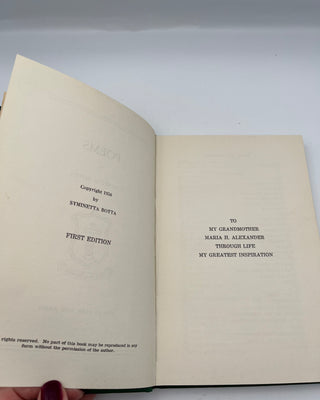 Copyright 1956
by
SYMINETTA BOTTA
FIRST EDITION
rights reserved. No part of this book may be reproduced in any
form without the permission of the author.
TO
MY GRANDMOTHER
MARIA H. ALEXANDER
THROUGH LIFE
MY GREATEST INSPIRATION
POEMS